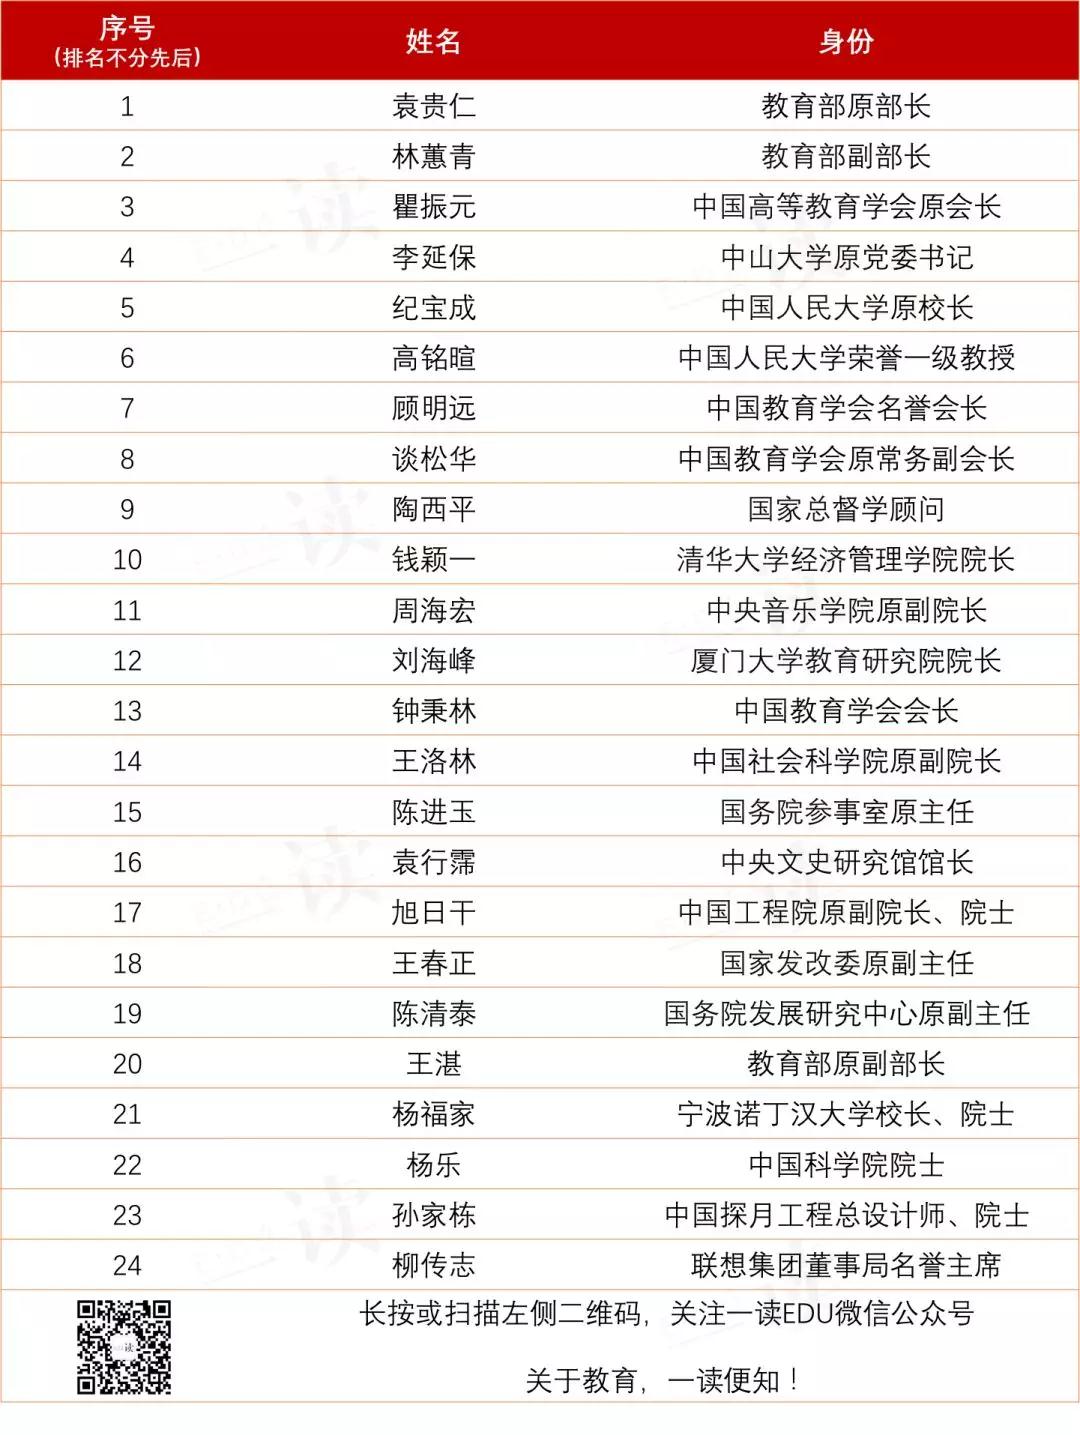 序号 姓名 身份
(排名不分先后)
1 袁贵仁 教育部原部长
2 林蕙青 教育部副部长
3 瞿振元 中国高等教育学会原会长
4 李延保 中山大学原党委书记
5 纪宝成 中国人民大学原校长
6 高铭暄 中国人民大学荣誉一级教授
7 顾明远 中国教育学会名誉会长
8 谈松华 中国教育学会原常务副会长
9 陶西平 国家总督学顾问
10 钱颖一 清华大学经济管理学院院长
11 周海宏 中央音乐学院原副院长
12 刘海峰 厦门大学教育研究院院长
13 钟秉林 中国教育学会会长
14 王洛林 中国社会科学院原副院长
15 陈进玉 国务院参事室原主任
16 袁行霈 中央文史研究馆馆长
17 旭日干 中国工程院原副院长、院士
18 王春正 国家发改委原副主任
19 陈清泰 国务院发展研究中心原副主任
20 王湛 教育部原副部长
21 杨福家 宁波诺丁汉大学校长、院士
22 杨乐 中国科学院院士
23 孙家栋 中国探月工程总设计师、院士
24 柳传志 联想集团董事局名誉主席
长按或扫描左侧二维码，关注一读EDU微信公众号
关于教育，一读便知！